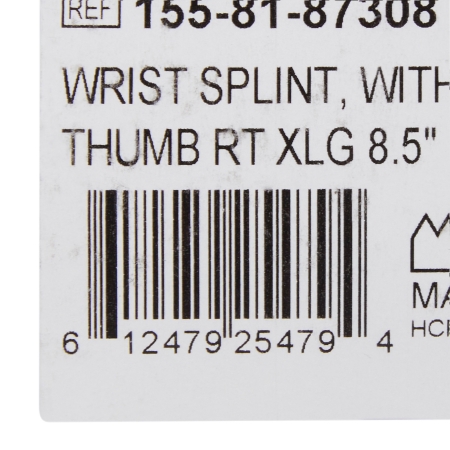 REF 155-81-87308
WRIST SPLINT, WITH
THUMB RT XLG 8.5"
6 12479 25479 4